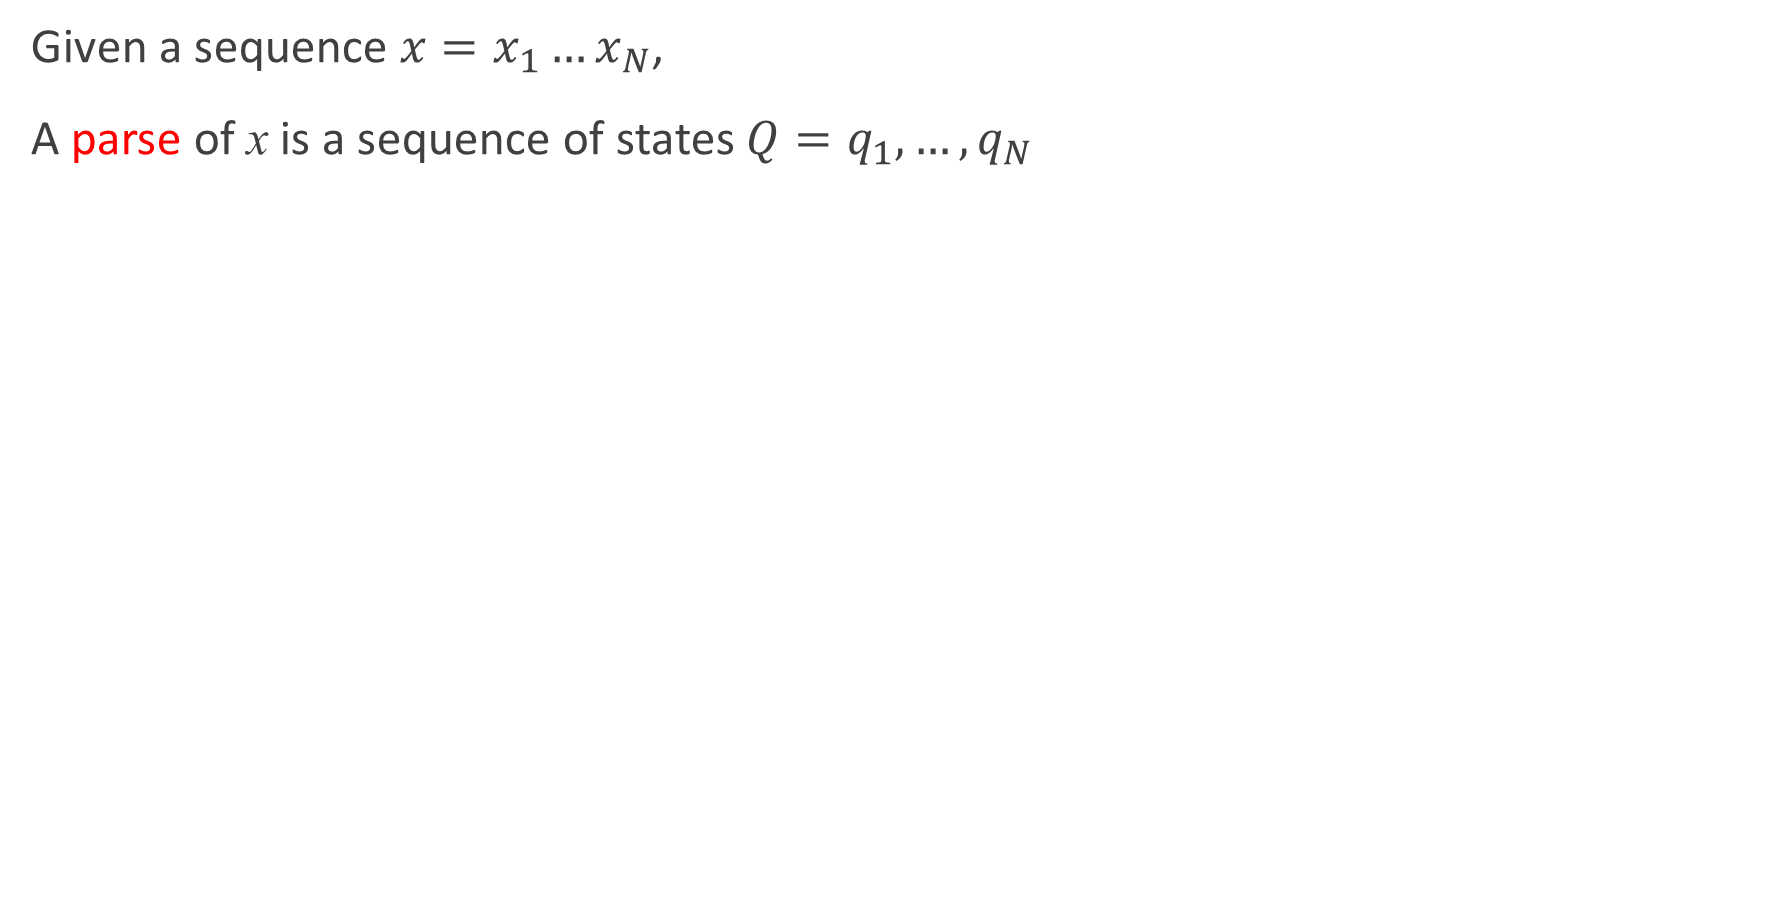 Given a sequence 𝑥 = 𝑥₁ … 𝑥_N,
A parse of x is a sequence of states 𝑄 = 𝑞₁, … , 𝑞_N